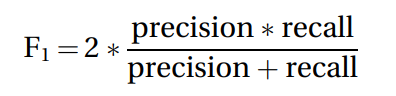 F₁ = 2 * precision * recall / precision + recall